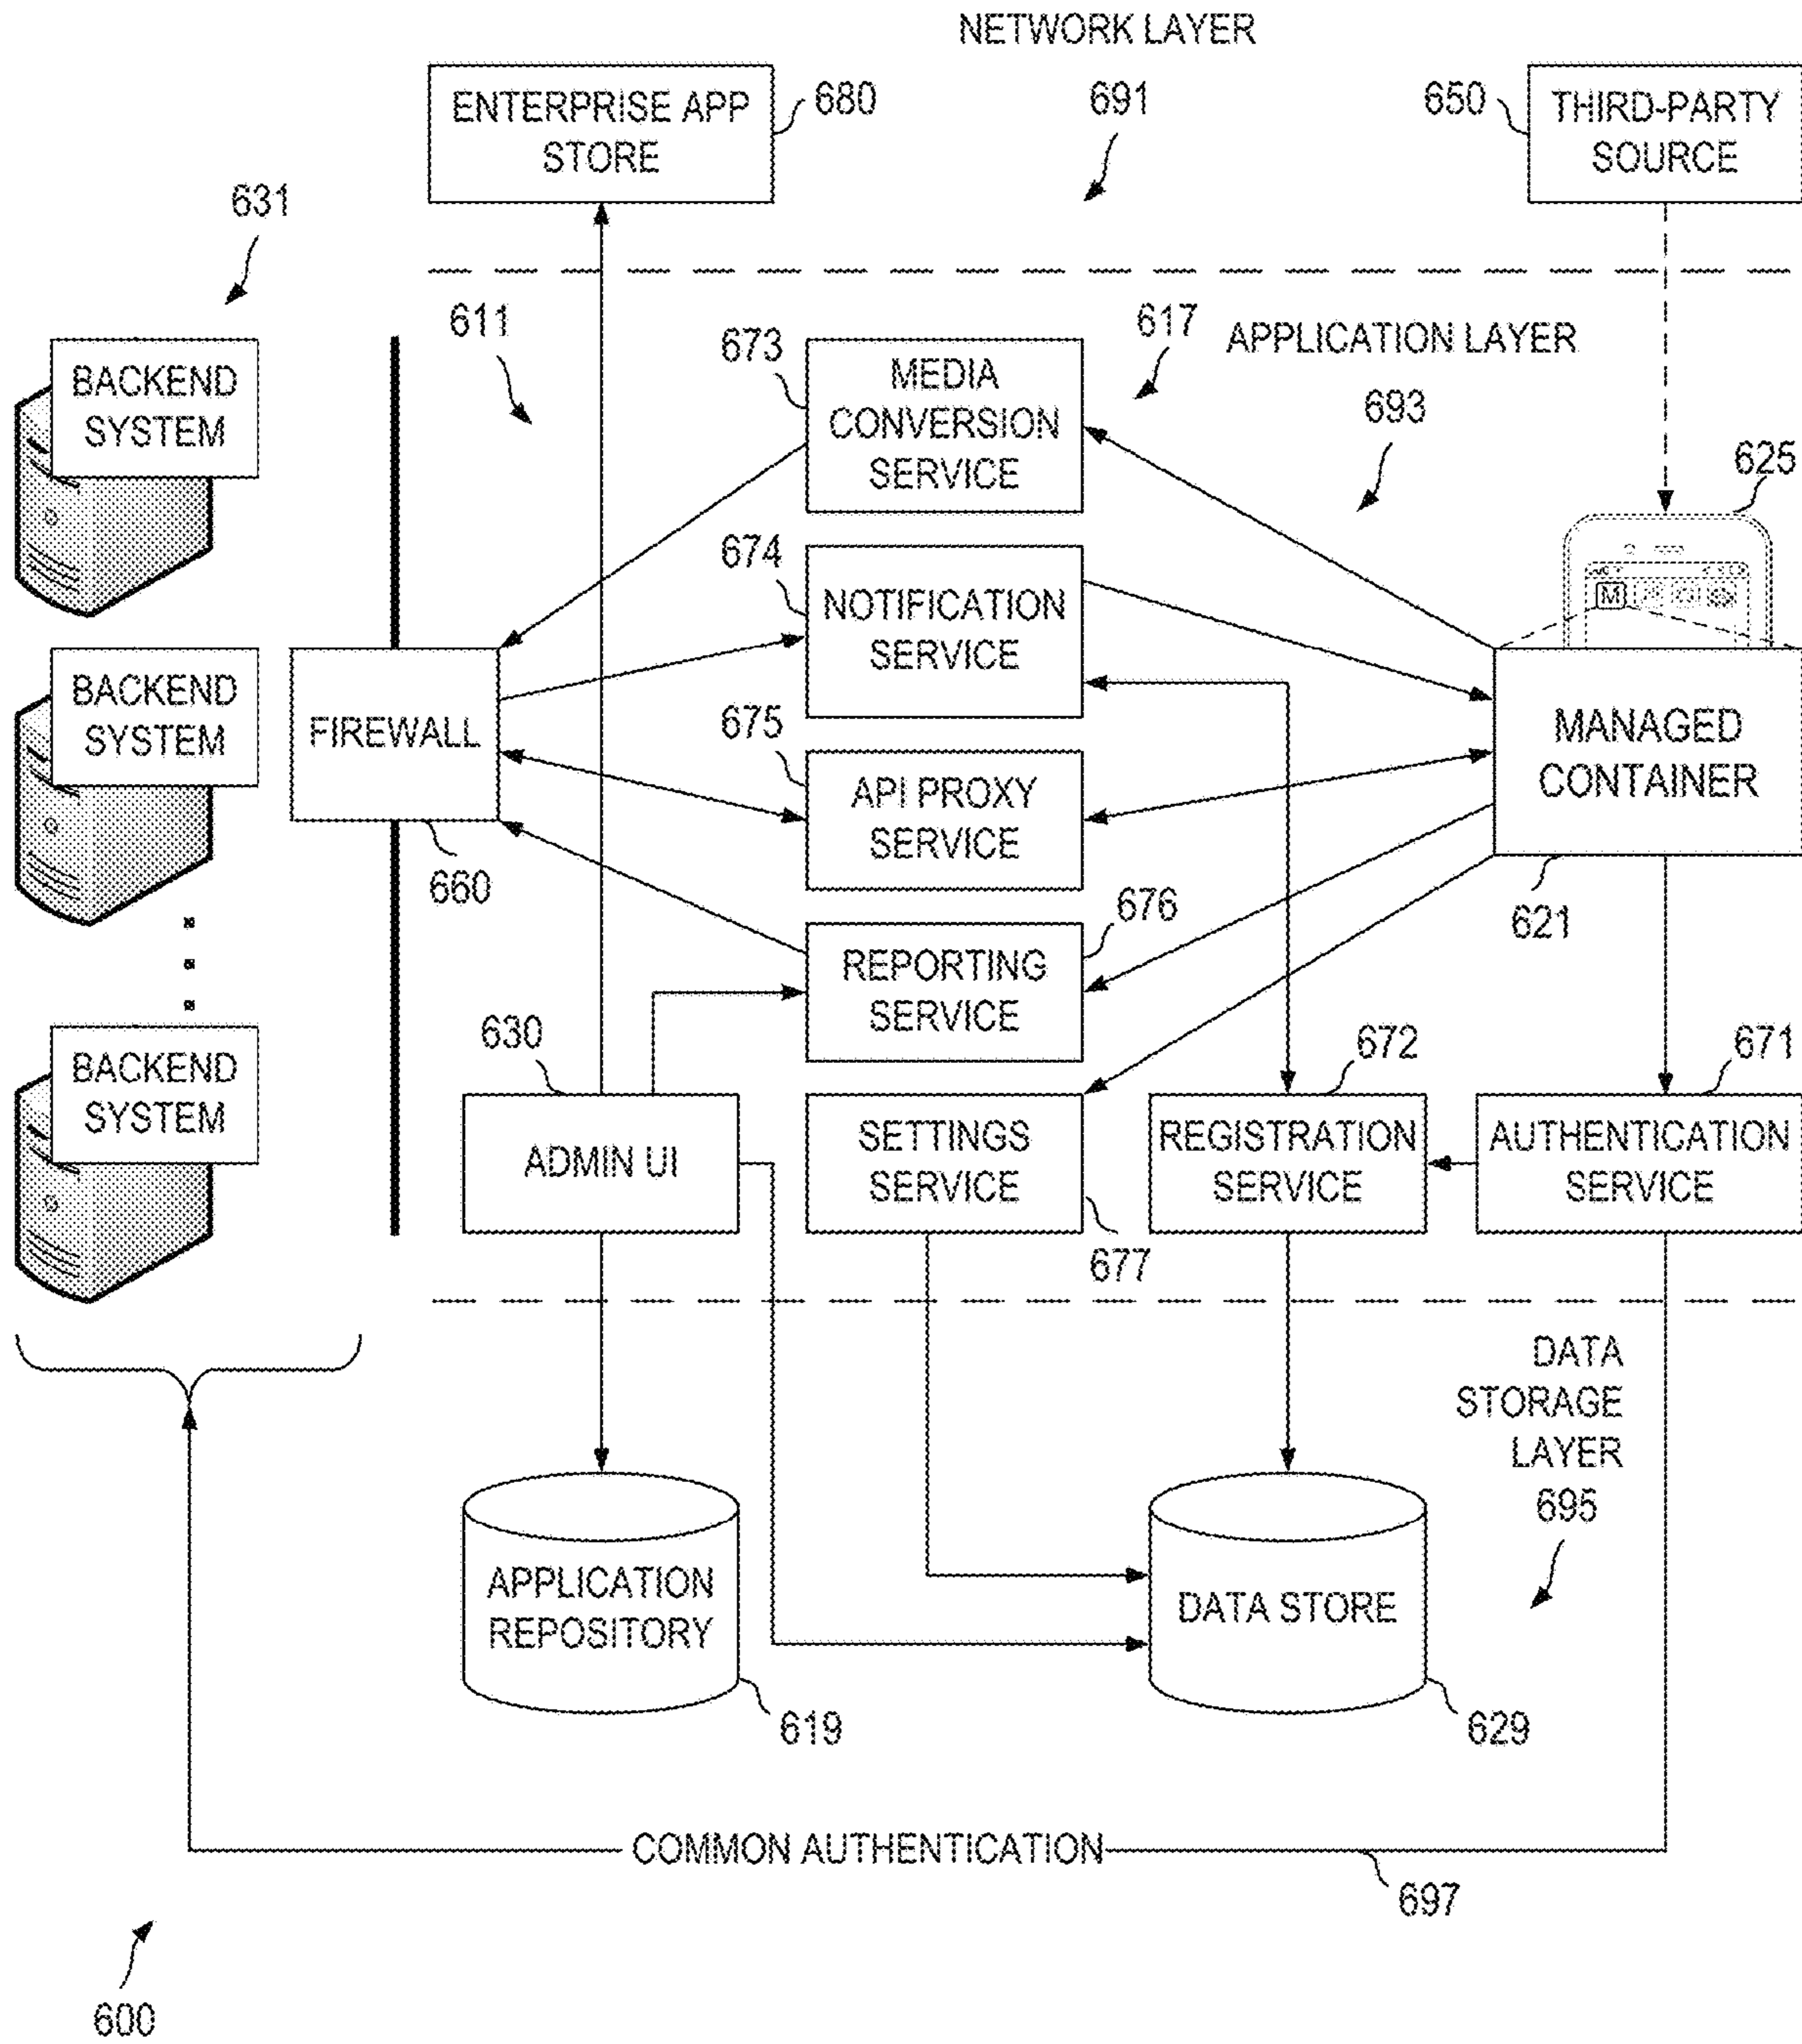 NETWORK LAYER
691
ENTERPRISE APP
STORE
680
650
THIRD-PARTY
SOURCE
631
611
617
APPLICATION LAYER
693
BACKEND
SYSTEM
673
MEDIA
CONVERSION
SERVICE
625
M
674
NOTIFICATION
SERVICE
BACKEND
SYSTEM
FIREWALL
660
675
API PROXY
SERVICE
MANAGED
CONTAINER
621
676
REPORTING
SERVICE
BACKEND
SYSTEM
630
ADMIN UI
SETTINGS
SERVICE
677
672
REGISTRATION
SERVICE
671
AUTHENTICATION
SERVICE
DATA
STORAGE
LAYER
695
APPLICATION
REPOSITORY
619
DATA STORE
629
COMMON AUTHENTICATION
697
600